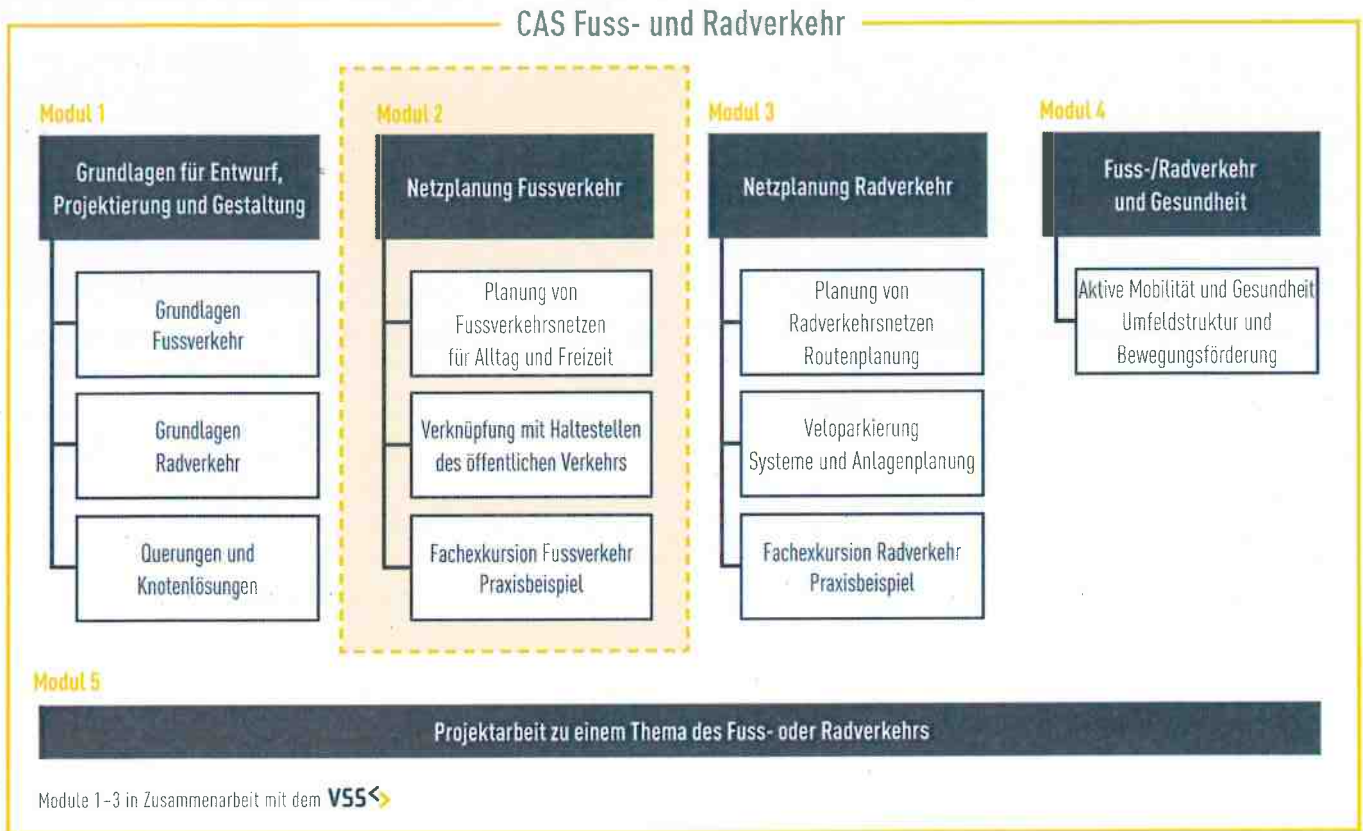 CAS Fuss- und Radverkehr
Modul 1
Grundlagen für Entwurf,
Projektierung und Gestaltung
Grundlagen
Fussverkehr
Grundlagen
Radverkehr
Querungen und
Knotenlösungen
Modul 2
Netzplanung Fussverkehr
Planung von
Fussverkehrsnetzen
für Alltag und Freizeit
Verknüpfung mit Haltestellen
des öffentlichen Verkehrs
Fachexkursion Fussverkehr
Praxisbeispiel
Modul 3
Netzplanung Radverkehr
Planung von
Radverkehrsnetzen
Routenplanung
Veloparkierung
Systeme und Anlagenplanung
Fachexkursion Radverkehr
Praxisbeispiel
Modul 4
Fuss-/Radverkehr
und Gesundheit
Aktive Mobilität und Gesundheit
Umfeldstruktur und
Bewegungsförderung
Modul 5
Projektarbeit zu einem Thema des Fuss- oder Radverkehrs
Module 1-3 in Zusammenarbeit mit dem VSS